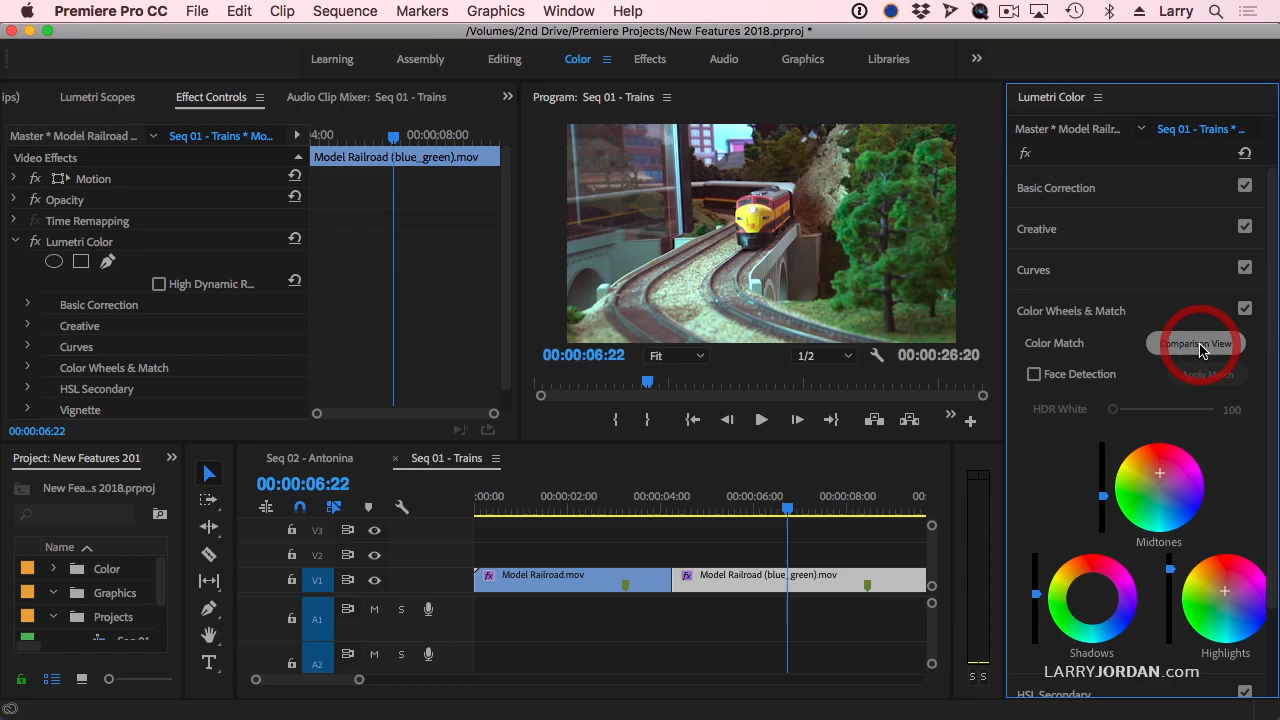 Premiere Pro CC File Edit Clip Sequence Markers Graphics Window Help Larry
/Volumes/2nd Drive/Premiere Projects/New Features 2018.prproj *
Learning Assembly Editing Color Effects Audio Graphics Libraries
ips) Lumetri Scopes Effect Controls Audio Clip Mixer: Seq 01 - Trains
Master * Model Railroad ... Seq 01 - Trains * Mo...
:4:00 00:00:08:00
Video Effects
Model Railroad (blue_green).mov
fx Motion
fx Opacity
fx Time Remapping
fx Lumetri Color
High Dynamic R...
Basic Correction
Creative
Curves
Color Wheels & Match
HSL Secondary
Vignette
00:00:06:22
Program: Seq 01 - Trains
00:00:06:22 Fit 1/2 00:00:26:20
Lumetri Color
Master * Model Railr... Seq 01 - Trains * ...
fx
Basic Correction
Creative
Curves
Color Wheels & Match
Color Match Comparison View
Face Detection Apply Match
HDR White 100
Midtones
Shadows Highlights
HSL Secondary
LARRYJORDAN.com
Project: New Features 201
New Fea...s 2018.prproj
Name
Color
Graphics
Projects
Seq 01
Seq 02 - Antonina × Seq 01 - Trains
00:00:06:22
:00:00 00:00:02:00 00:00:04:00 00:00:06:00 00:00:08:00 00:
V3
V2
V1 fx Model Railroad.mov fx Model Railroad (blue_green).mov
A1 M S
A2 M S
S S